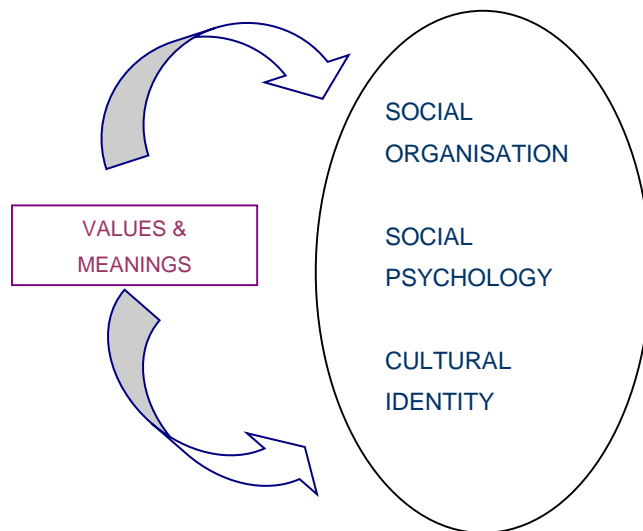 VALUES &
MEANINGS
SOCIAL
ORGANISATION
SOCIAL
PSYCHOLOGY
CULTURAL
IDENTITY